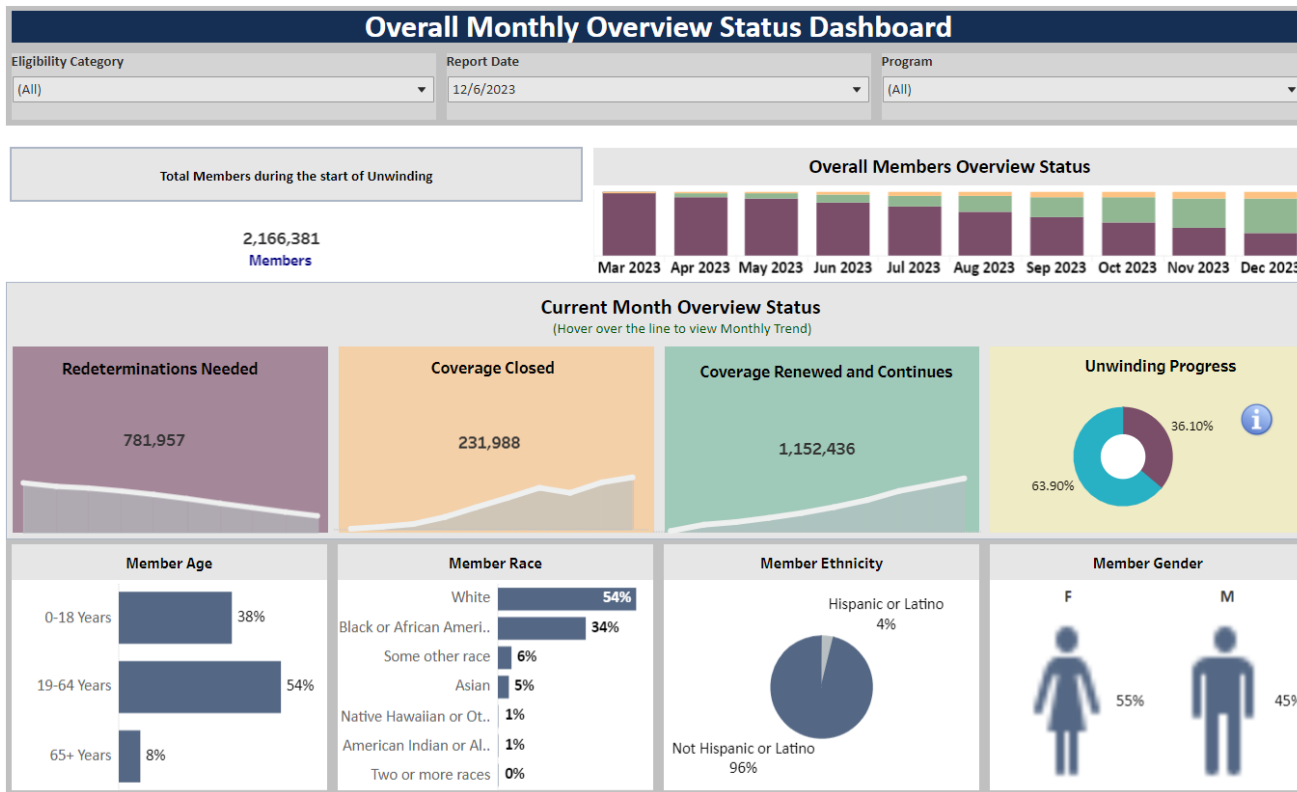 Overall Monthly Overview Status Dashboard
Eligibility Category
Report Date
Program
(All)
12/6/2023
(All)
Total Members during the start of Unwinding
2,166,381
Members
Overall Members Overview Status
Mar 2023 Apr 2023 May 2023 Jun 2023 Jul 2023 Aug 2023 Sep 2023 Oct 2023 Nov 2023 Dec 2023
Current Month Overview Status
(Hover over the line to view Monthly Trend)
Redeterminations Needed
781,957
Coverage Closed
231,988
Coverage Renewed and Continues
1,152,436
Unwinding Progress
i
36.10%
63.90%
Member Age
0-18 Years 38%
19-64 Years 54%
65+ Years 8%
Member Race
White 54%
Black or African Ameri.. 34%
Some other race 6%
Asian 5%
Native Hawaiian or Ot.. 1%
American Indian or Al.. 1%
Two or more races 0%
Member Ethnicity
Hispanic or Latino
4%
Not Hispanic or Latino
96%
Member Gender
F M
55% 45%